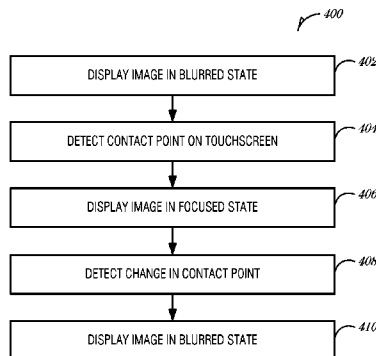 400
DISPLAY IMAGE IN BLURRED STATE 402
DETECT CONTACT POINT ON TOUCHSCREEN 404
DISPLAY IMAGE IN FOCUSED STATE 406
DETECT CHANGE IN CONTACT POINT 408
DISPLAY IMAGE IN BLURRED STATE 410